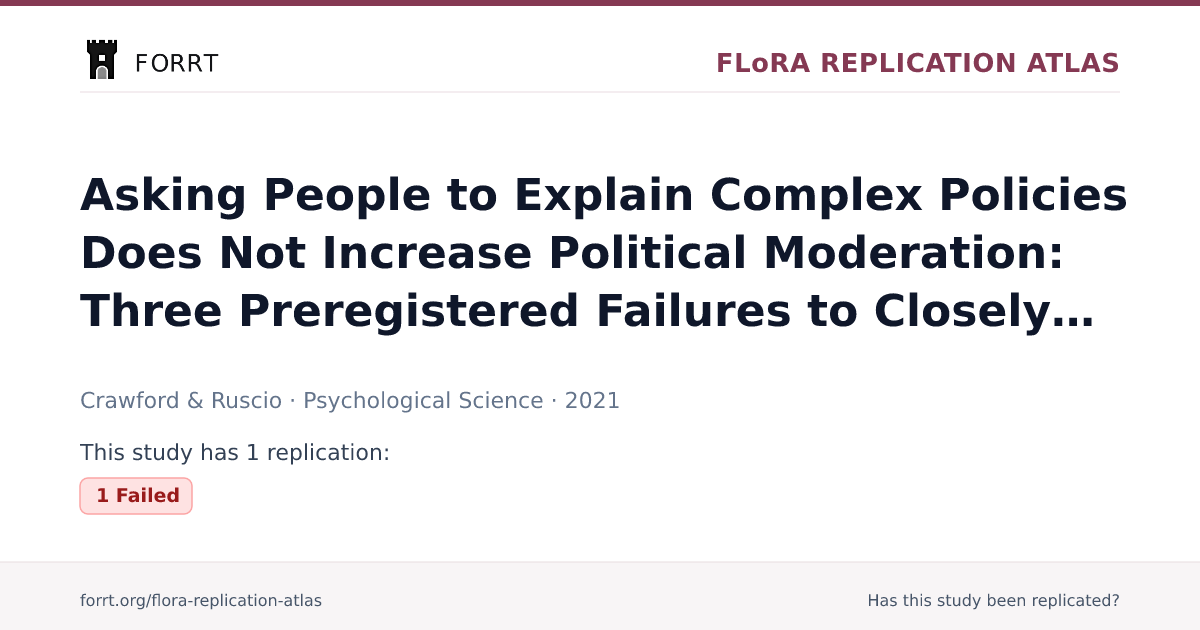 FORRT
FLoRA REPLICATION ATLAS
Asking People to Explain Complex Policies
Does Not Increase Political Moderation:
Three Preregistered Failures to Closely…
Crawford & Ruscio · Psychological Science · 2021
This study has 1 replication:
1 Failed
forrt.org/flora-replication-atlas
Has this study been replicated?